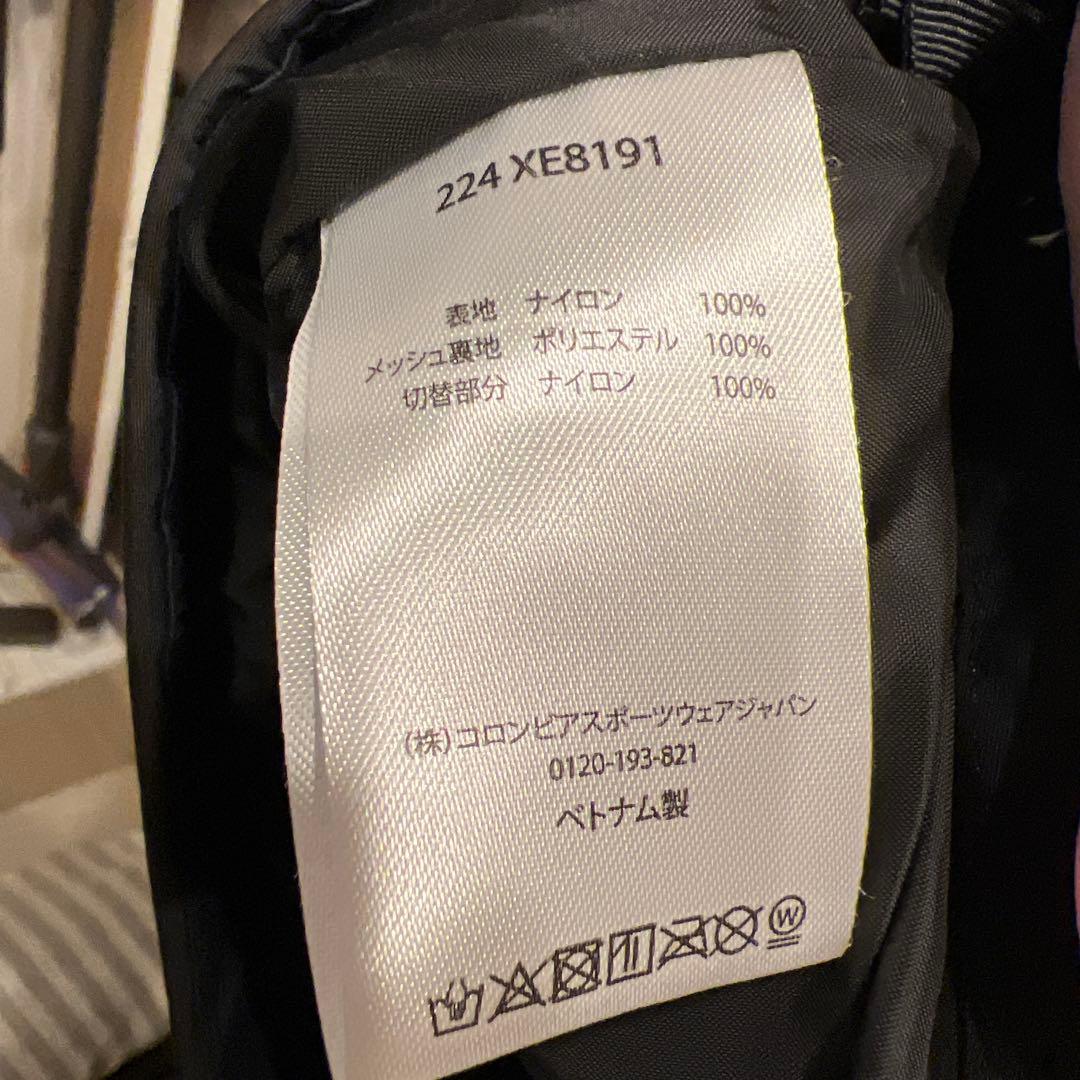 224 XE8191
表地 ナイロン 100%
メッシュ裏地 ポリエステル 100%
切替部分 ナイロン 100%
(株)コロンビアスポーツウェアジャパン
0120-193-821
ベトナム製
W